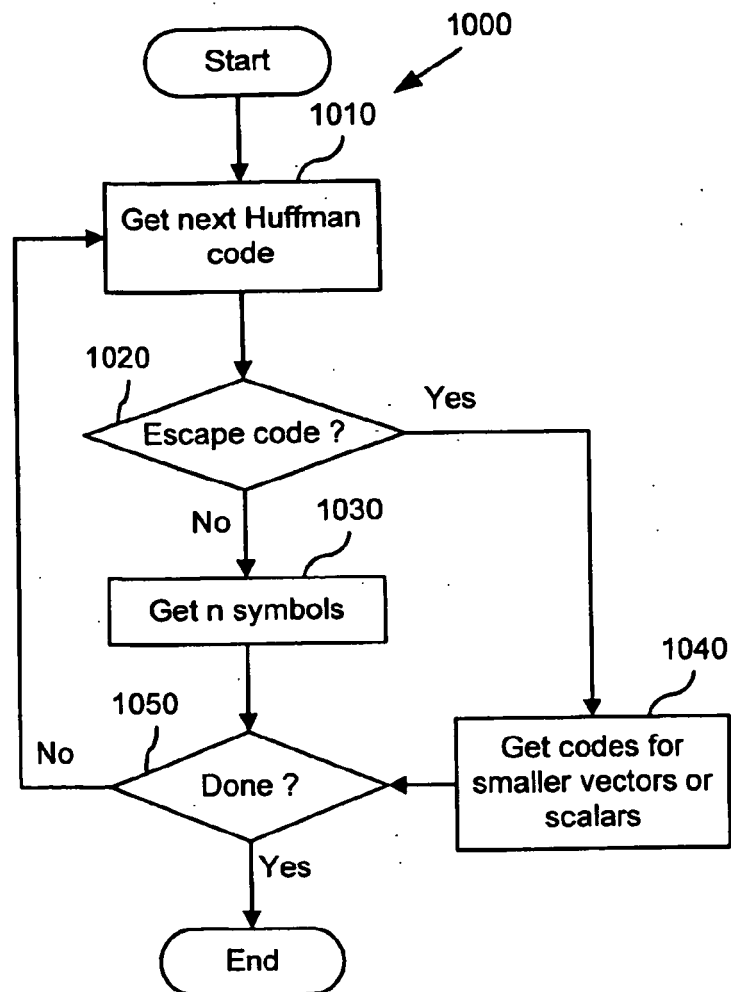 1000
Start
1010
Get next Huffman
code
1020
Yes
Escape code ?
No
1030
Get n symbols
1040
1050
No
Done ?
Get codes for
smaller vectors or
scalars
Yes
End